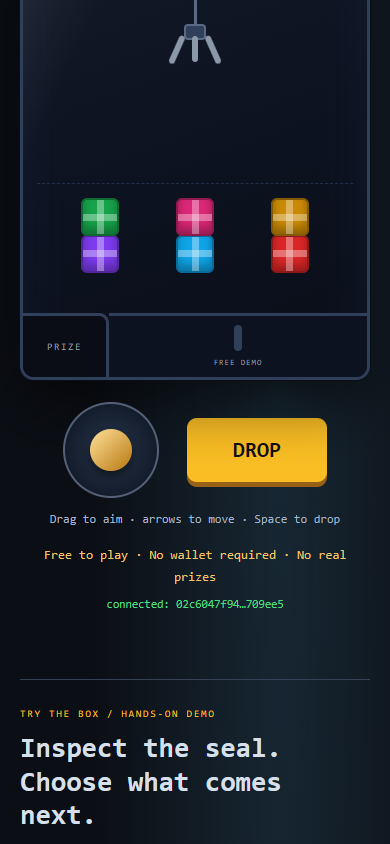 PRIZE
FREE DEMO
DROP
Drag to aim · arrows to move · Space to drop
Free to play · No wallet required · No real
prizes
connected: 02c6047f94…709ee5
TRY THE BOX / HANDS-ON DEMO
Inspect the seal.
Choose what comes
next.